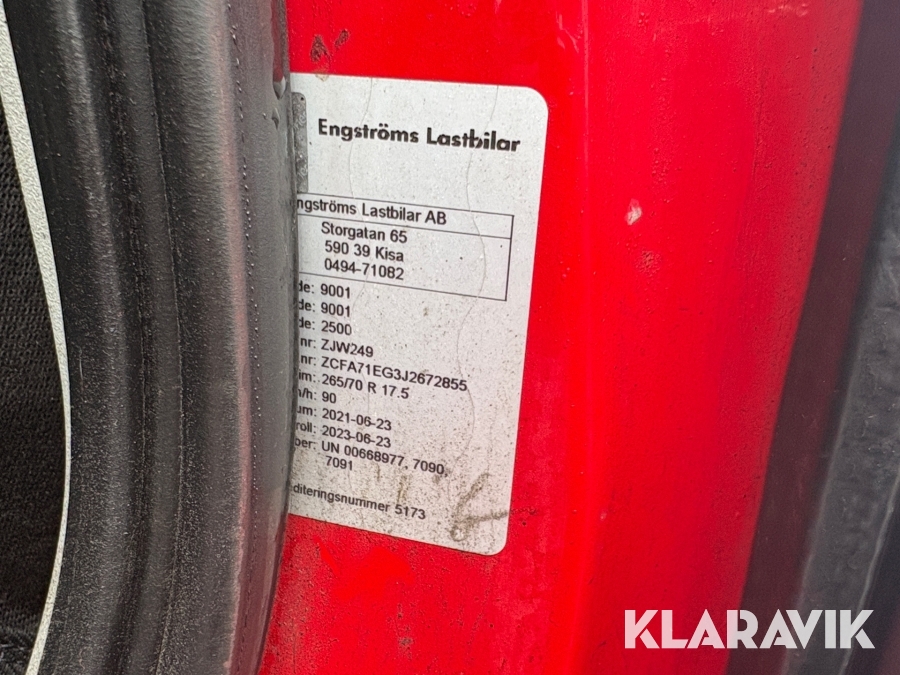 Engströms Lastbilar
ngströms Lastbilar AB
Storgatan 65
590 39 Kisa
0494-71082
de: 9001
de: 9001
de: 2500
nr: ZJW249
nr: ZCFA71EG3J2672855
im: 265/70 R 17.5
n/h: 90
um: 2021-06-23
roll: 2023-06-23
ber: UN 00668977, 7090,
7091
diteringsnummer 5173
KLARAVIK